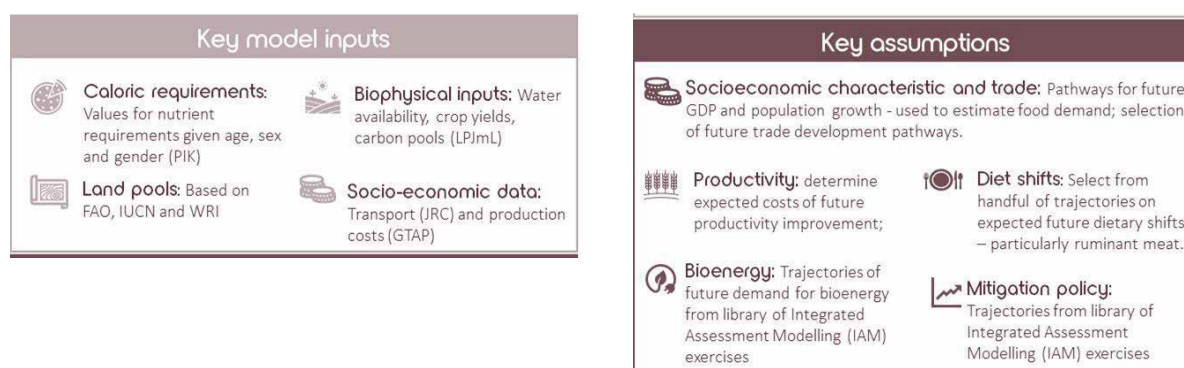 Key model inputs
Caloric requirements:
Values for nutrient
requirements given age, sex
and gender (PIK)
Biophysical inputs: Water
availability, crop yields,
carbon pools (LPJmL)
Land pools: Based on
FAO, IUCN and WRI
Socio-economic data:
Transport (JRC) and production
costs (GTAP)
Key assumptions
Socioeconomic characteristic and trade: Pathways for future
GDP and population growth - used to estimate food demand; selection
of future trade development pathways.
Productivity: determine
expected costs of future
productivity improvement;
Diet shifts: Select from
handful of trajectories on
expected future dietary shifts
– particularly ruminant meat.
Bioenergy: Trajectories of
future demand for bioenergy
from library of Integrated
Assessment Modelling (IAM)
exercises
Mitigation policy:
Trajectories from library of
Integrated Assessment
Modelling (IAM) exercises